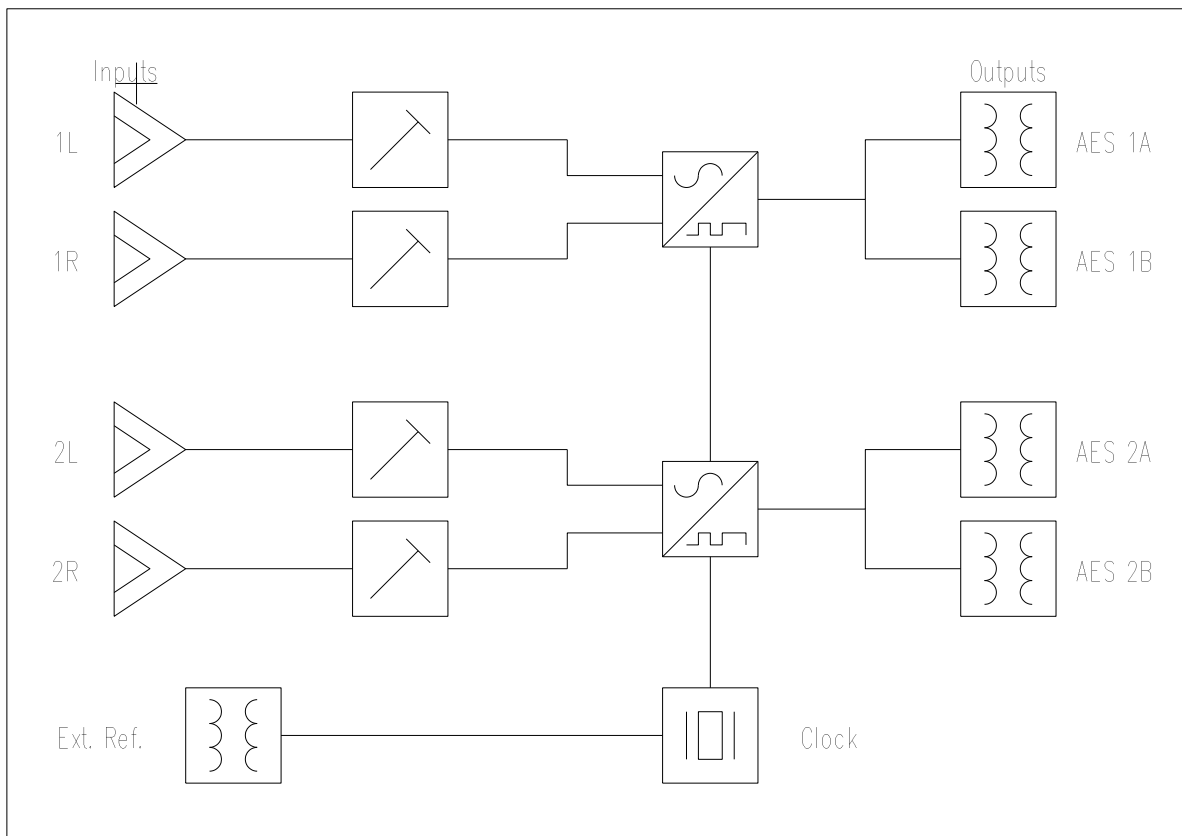 Inputs
Outputs
1L
AES 1A
1R
AES 1B
2L
AES 2A
2R
AES 2B
Ext. Ref.
Clock